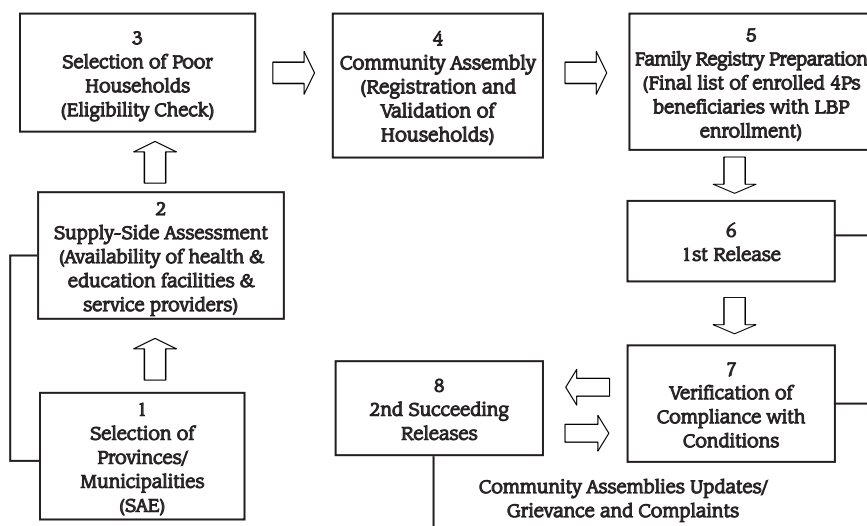 3
Selection of Poor
Households
(Eligibility Check)
4
Community Assembly
(Registration and
Validation of
Households)
5
Family Registry Preparation
(Final list of enrolled 4Ps
beneficiaries with LBP
enrollment)
2
Supply-Side Assessment
(Availability of health &
education facilities &
service providers)
6
1st Release
1
Selection of
Provinces/
Municipalities
(SAE)
8
2nd Succeeding
Releases
7
Verification of
Compliance with
Conditions
Community Assemblies Updates/
Grievance and Complaints